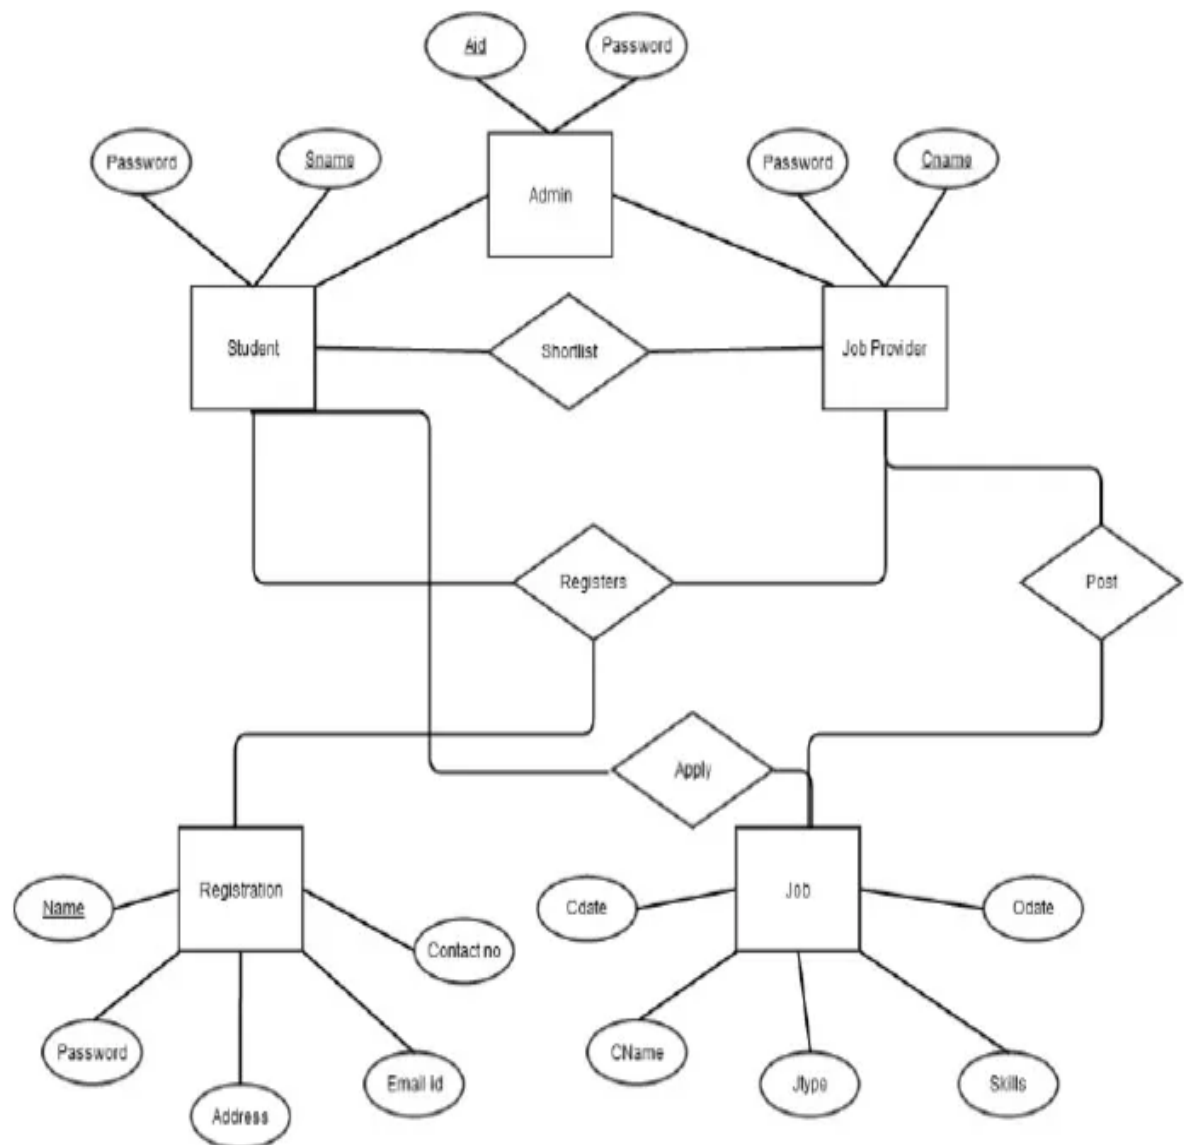 Aid
Password
Password
Sname
Password
Cname
Admin
Student
Shortlist
Job Provider
Registers
Post
Apply
Registration
Job
Name
Contact no
Cdate
Odate
Password
Address
Email id
CName
Jtype
Skills